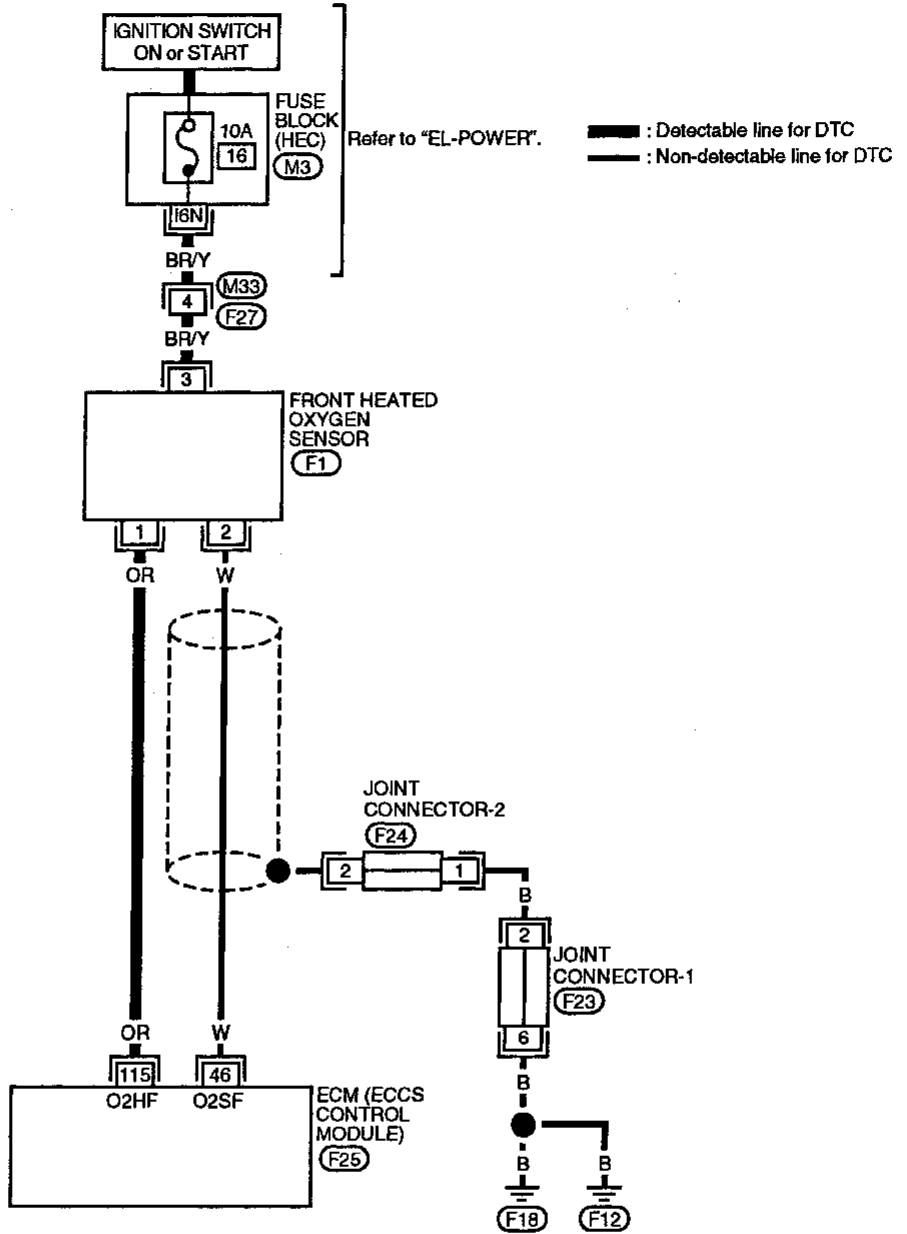 IGNITION SWITCH
ON or START
FUSE
BLOCK
(HEC)
M3
10A
16
Refer to "EL-POWER".
: Detectable line for DTC
: Non-detectable line for DTC
I6N
BR/Y
M33
4
F27
BR/Y
3
FRONT HEATED
OXYGEN
SENSOR
F1
1
2
OR
W
JOINT
CONNECTOR-2
F24
2
1
B
2
JOINT
CONNECTOR-1
F23
6
OR
W
B
115
46
O2HF
O2SF
ECM (ECCS
CONTROL
MODULE)
F25
B
B
F18
F12